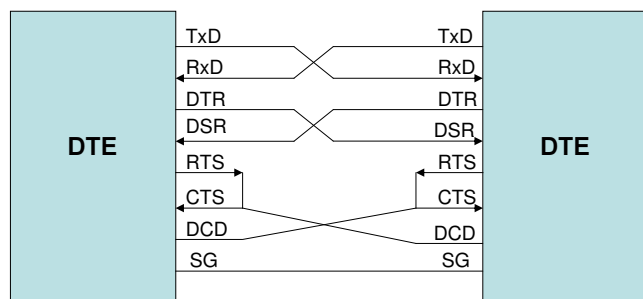 TxD TxD
RxD RxD
DTR DTR
DSR DSR
DTE DTE
RTS RTS
CTS CTS
DCD DCD
SG SG